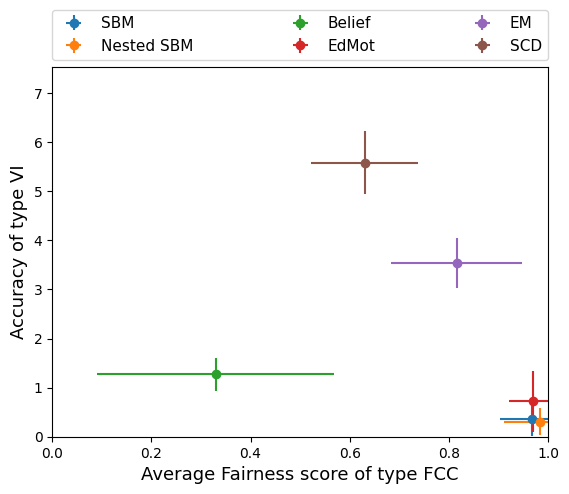 SBM Belief EM
Nested SBM EdMot SCD
7
6
5
4
3
2
1
0
Accuracy of type VI
0.0 0.2 0.4 0.6 0.8 1.0
Average Fairness score of type FCC